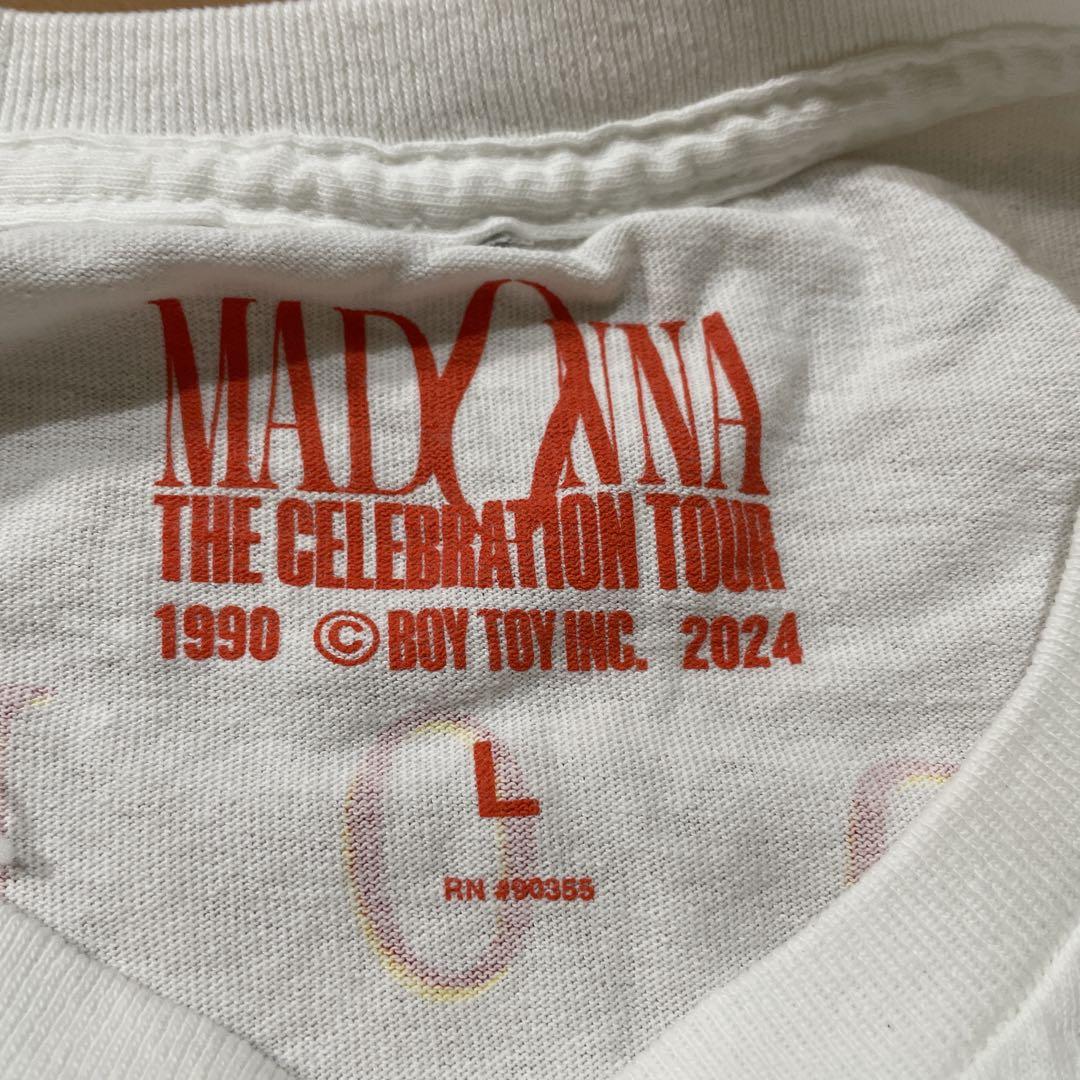 MADONNA
THE CELEBRATION TOUR
1990 © BOY TOY INC. 2024
L
RN #90355